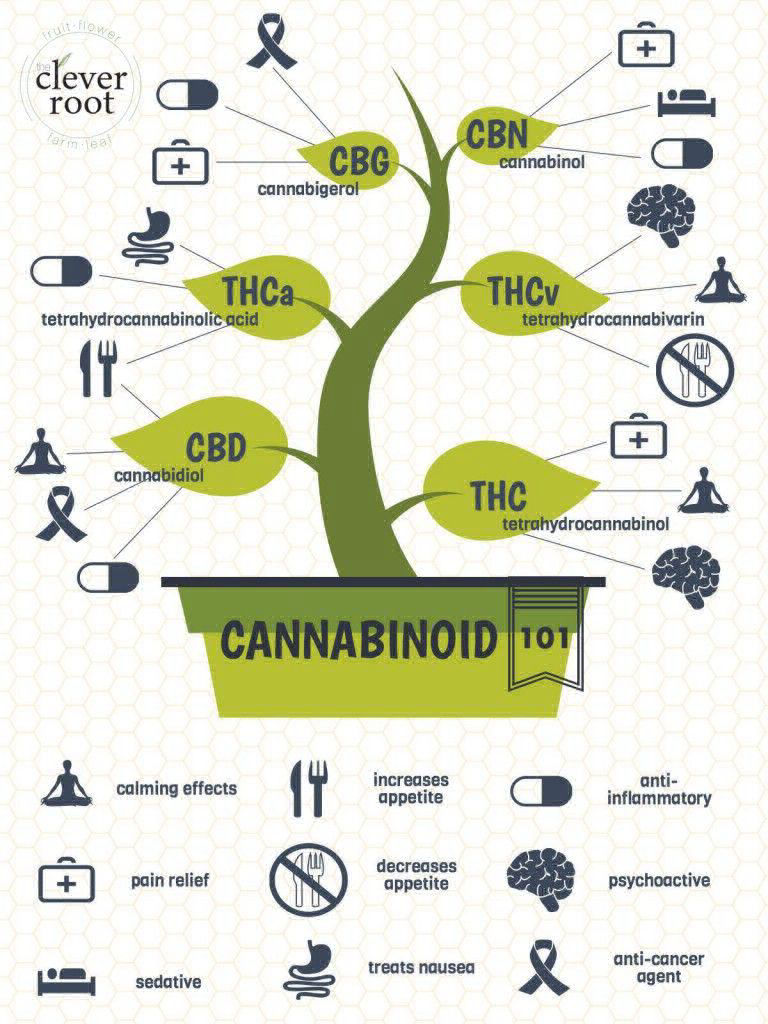 fruit·flower
the
clever
root
farm·leaf
CBG
cannabigerol
CBN
cannabinol
THCa
tetrahydrocannabinolic acid
THCv
tetrahydrocannabivarin
CBD
cannabidiol
THC
tetrahydrocannabinol
CANNABINOID 101
calming effects
increases
appetite
anti-
inflammatory
pain relief
decreases
appetite
psychoactive
sedative
treats nausea
anti-cancer
agent